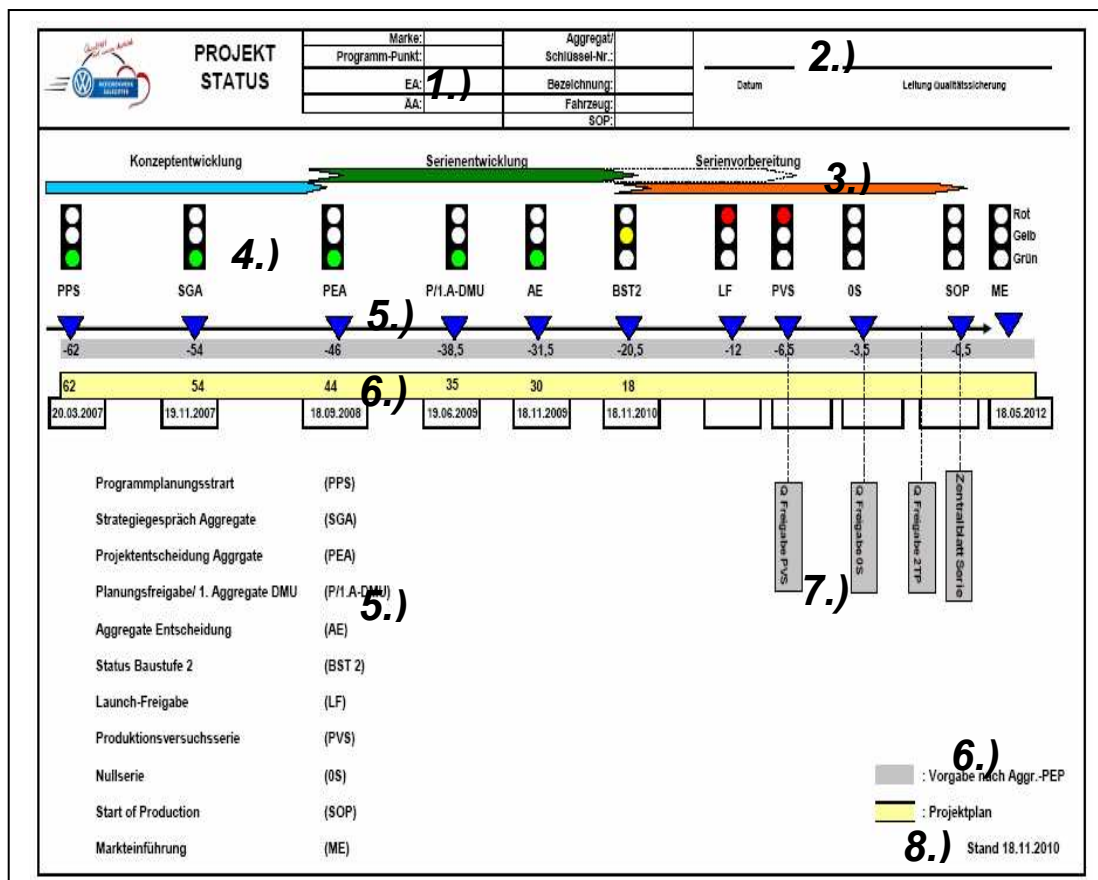 PROJEKT
STATUS
Marke:
Programm-Punkt:
EA:
ÄA:
1.)
Aggregat/
Schlüssel-Nr.:
Bezeichnung:
Fahrzeug:
SOP:
2.)
Datum Leitung Qualitätssicherung
Konzeptentwicklung Serienentwicklung Serienvorbereitung
3.)
Rot
Gelb
Grün
4.)
PPS SGA PEA P/1.A-DMU AE BST2 LF PVS 0S SOP ME
5.)
-62 -54 -46 -38,5 -31,5 -20,5 -12 -6,5 -3,5 -0,5
62 54 44 35 30 18
6.)
20.03.2007 19.11.2007 18.09.2008 19.06.2009 18.11.2009 18.11.2010 18.05.2012
Programmplanungsstrart (PPS)
Strategiegespräch Aggregate (SGA)
Projektentscheidung Aggrgate (PEA)
Planungsfreigabe/ 1. Aggregate DMU (P/1.A-DMU)
5.)
Aggregate Entscheidung (AE)
Status Baustufe 2 (BST 2)
Launch-Freigabe (LF)
Produktionsversuchsserie (PVS)
Nullserie (0S)
Start of Production (SOP)
Markteinführung (ME)
Q Freigabe PVS
Q Freigabe 0S
Q Freigabe 2TP
Zentralblatt Serie
7.)
6.)
: Vorgabe nach Aggr.-PEP
: Projektplan
8.) Stand 18.11.2010